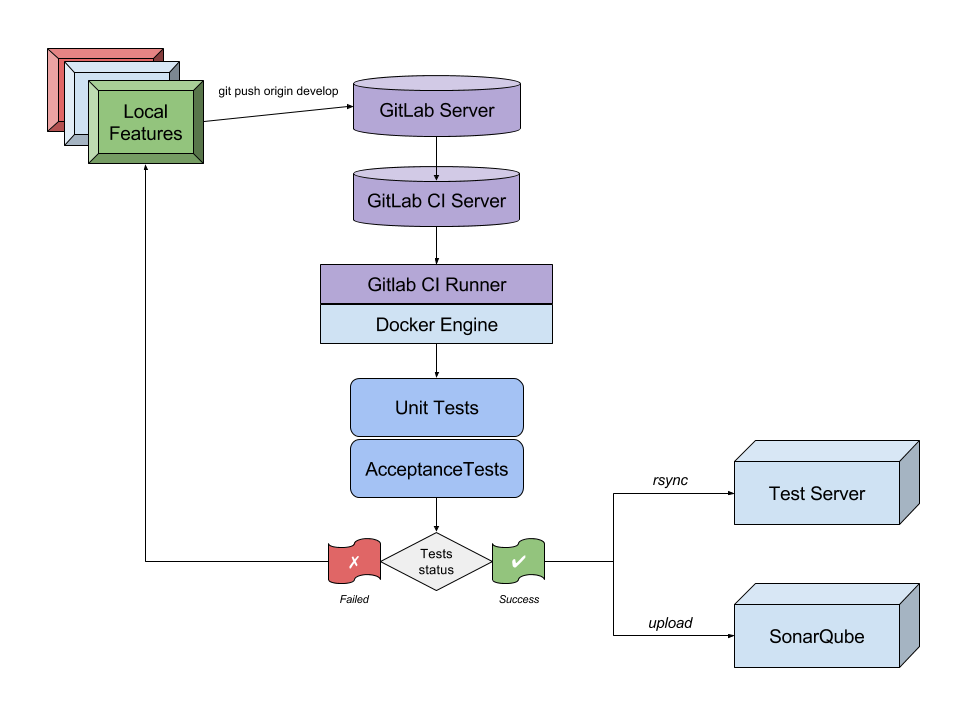 Local
Features
git push origin develop
GitLab Server
GitLab CI Server
Gitlab CI Runner
Docker Engine
Unit Tests
AcceptanceTests
Tests
status
✗
✔
Failed
Success
rsync
Test Server
upload
SonarQube